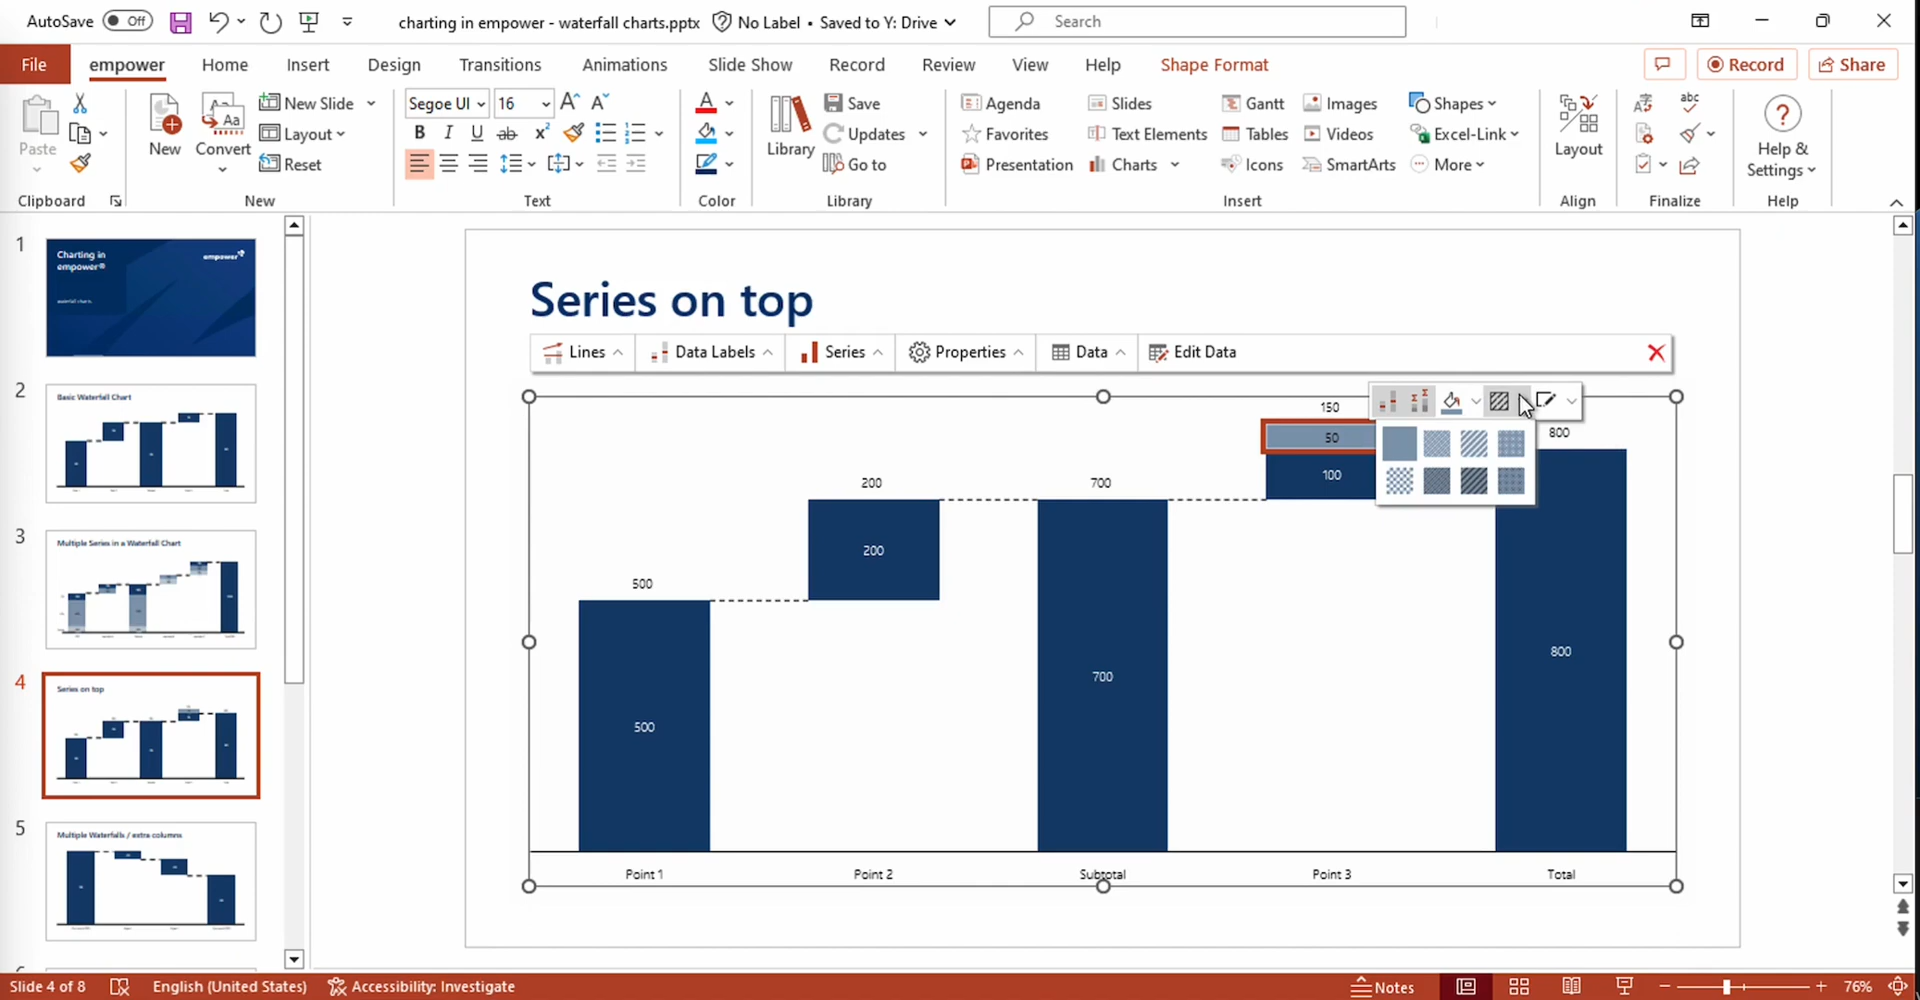 AutoSave Off charting in empower - waterfall charts.pptx No Label • Saved to Y: Drive Search
File empower Home Insert Design Transitions Animations Slide Show Record Review View Help Shape Format Record Share
Paste New Convert New Slide Layout Reset
Segoe UI 16
B I U ab x²
Library Save Updates Go to
Agenda Slides Gantt Images Shapes
Favorites Text Elements Tables Videos Excel-Link
Presentation Charts Icons SmartArts More
Layout
Help & Settings
Clipboard New Text Color Library Insert Align Finalize Help
1
Charting in
empower®
empower
waterfall charts
2
Basic Waterfall Chart
3
Multiple Series in a Waterfall Chart
4
Series on top
5
Multiple Waterfalls / extra columns
Series on top
Lines Data Labels Series Properties Data Edit Data
150
50
800
100
200
700
200
500
800
700
500
Point 1 Point 2 Subtotal Point 3 Total
Slide 4 of 8 English (United States) Accessibility: Investigate Notes 76%